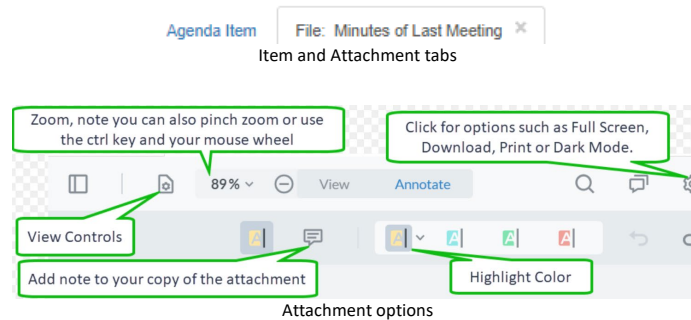 Agenda Item File: Minutes of Last Meeting ×
Item and Attachment tabs
Zoom, note you can also pinch zoom or use
the ctrl key and your mouse wheel
Click for options such as Full Screen,
Download, Print or Dark Mode.
89% View Annotate
View Controls
A A A A A
Add note to your copy of the attachment
Highlight Color
Attachment options